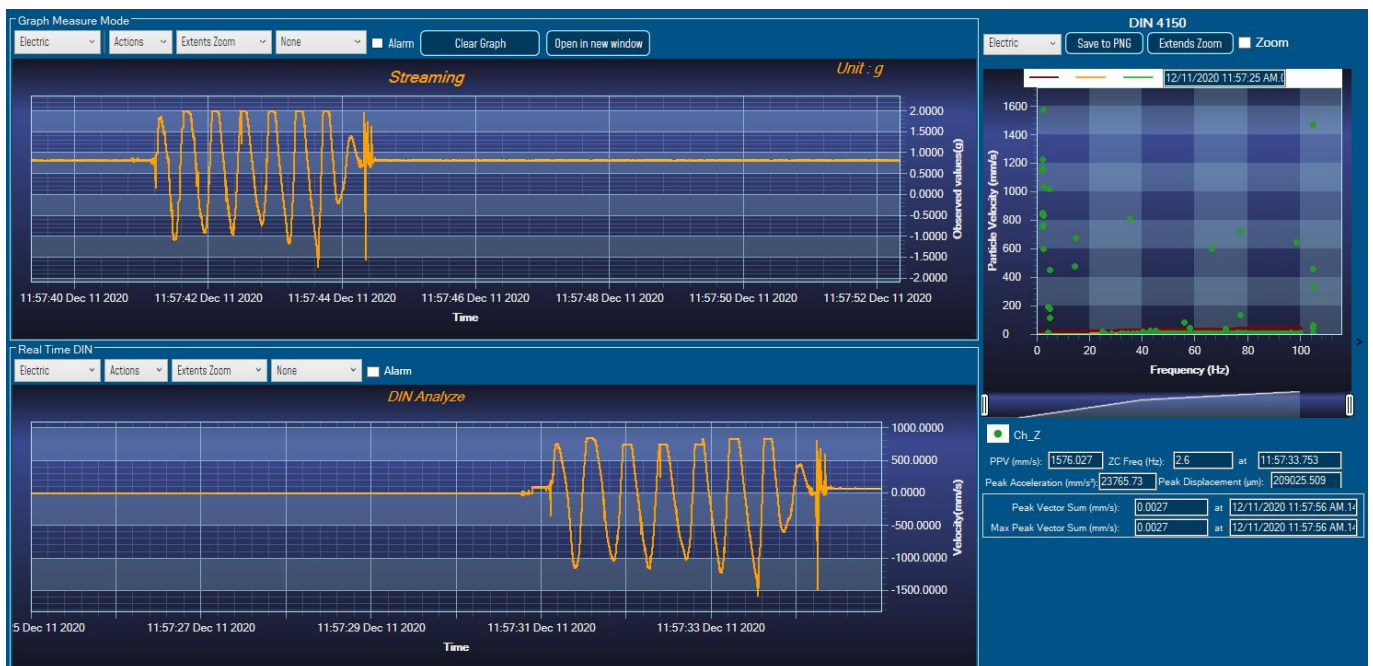 Graph Measure Mode
Electric Actions Extents Zoom None Alarm Clear Graph Open in new window
Streaming
Unit : g
2.0000
1.5000
1.0000
0.5000
0.0000
-0.5000
-1.0000
-1.5000
-2.0000
Observed values(g)
11:57:40 Dec 11 2020 11:57:42 Dec 11 2020 11:57:44 Dec 11 2020 11:57:46 Dec 11 2020 11:57:48 Dec 11 2020 11:57:50 Dec 11 2020 11:57:52 Dec 11 2020
Time
Real Time DIN
Electric Actions Extents Zoom None Alarm
DIN Analyze
1000.0000
500.0000
0.0000
-500.0000
-1000.0000
-1500.0000
Velocity(mm/s)
:5 Dec 11 2020 11:57:27 Dec 11 2020 11:57:29 Dec 11 2020 11:57:31 Dec 11 2020 11:57:33 Dec 11 2020
Time
DIN 4150
Electric Save to PNG Extends Zoom Zoom
12/11/2020 11:57:25 AM.(
1600
1400
1200
1000
800
600
400
200
0
Particle Velocity (mm/s)
0 20 40 60 80 100
Frequency (Hz)
>
Ch_Z
PPV (mm/s): 1576.027 ZC Freq (Hz): 2.6 at 11:57:33.753
Peak Acceleration (mm/s²): 23765.73 Peak Displacement (µm): 209025.509
Peak Vector Sum (mm/s): 0.0027 at 12/11/2020 11:57:56 AM.14
Max Peak Vector Sum (mm/s): 0.0027 at 12/11/2020 11:57:56 AM.14